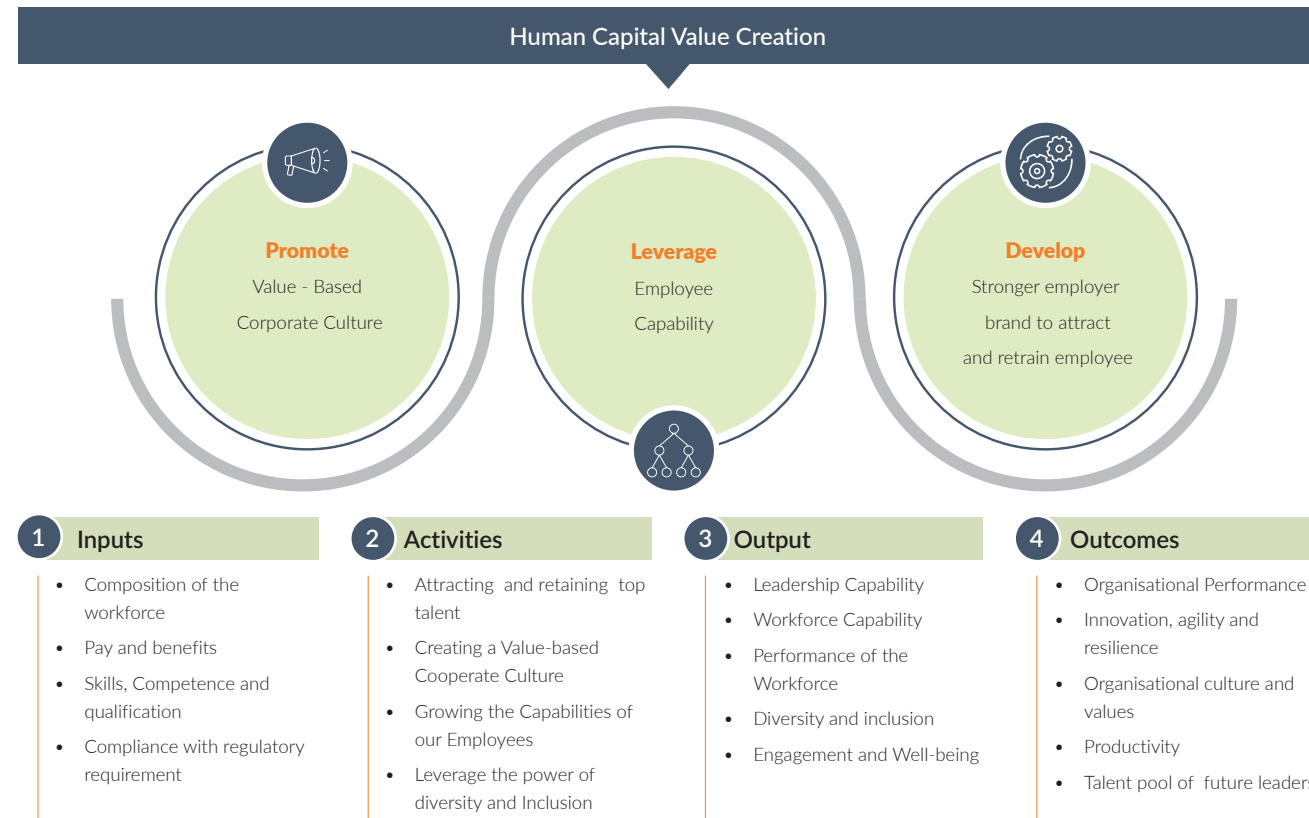 Human Capital Value Creation
Promote
Value - Based
Corporate Culture
Leverage
Employee
Capability
Develop
Stronger employer
brand to attract
and retrain employee
1 Inputs
• Composition of the
workforce
• Pay and benefits
• Skills, Competence and
qualification
• Compliance with regulatory
requirement
2 Activities
• Attracting and retaining top
talent
• Creating a Value-based
Cooperate Culture
• Growing the Capabilities of
our Employees
• Leverage the power of
diversity and Inclusion
3 Output
• Leadership Capability
• Workforce Capability
• Performance of the
Workforce
• Diversity and inclusion
• Engagement and Well-being
4 Outcomes
• Organisational Performance
• Innovation, agility and
resilience
• Organisational culture and
values
• Productivity
• Talent pool of future leaders